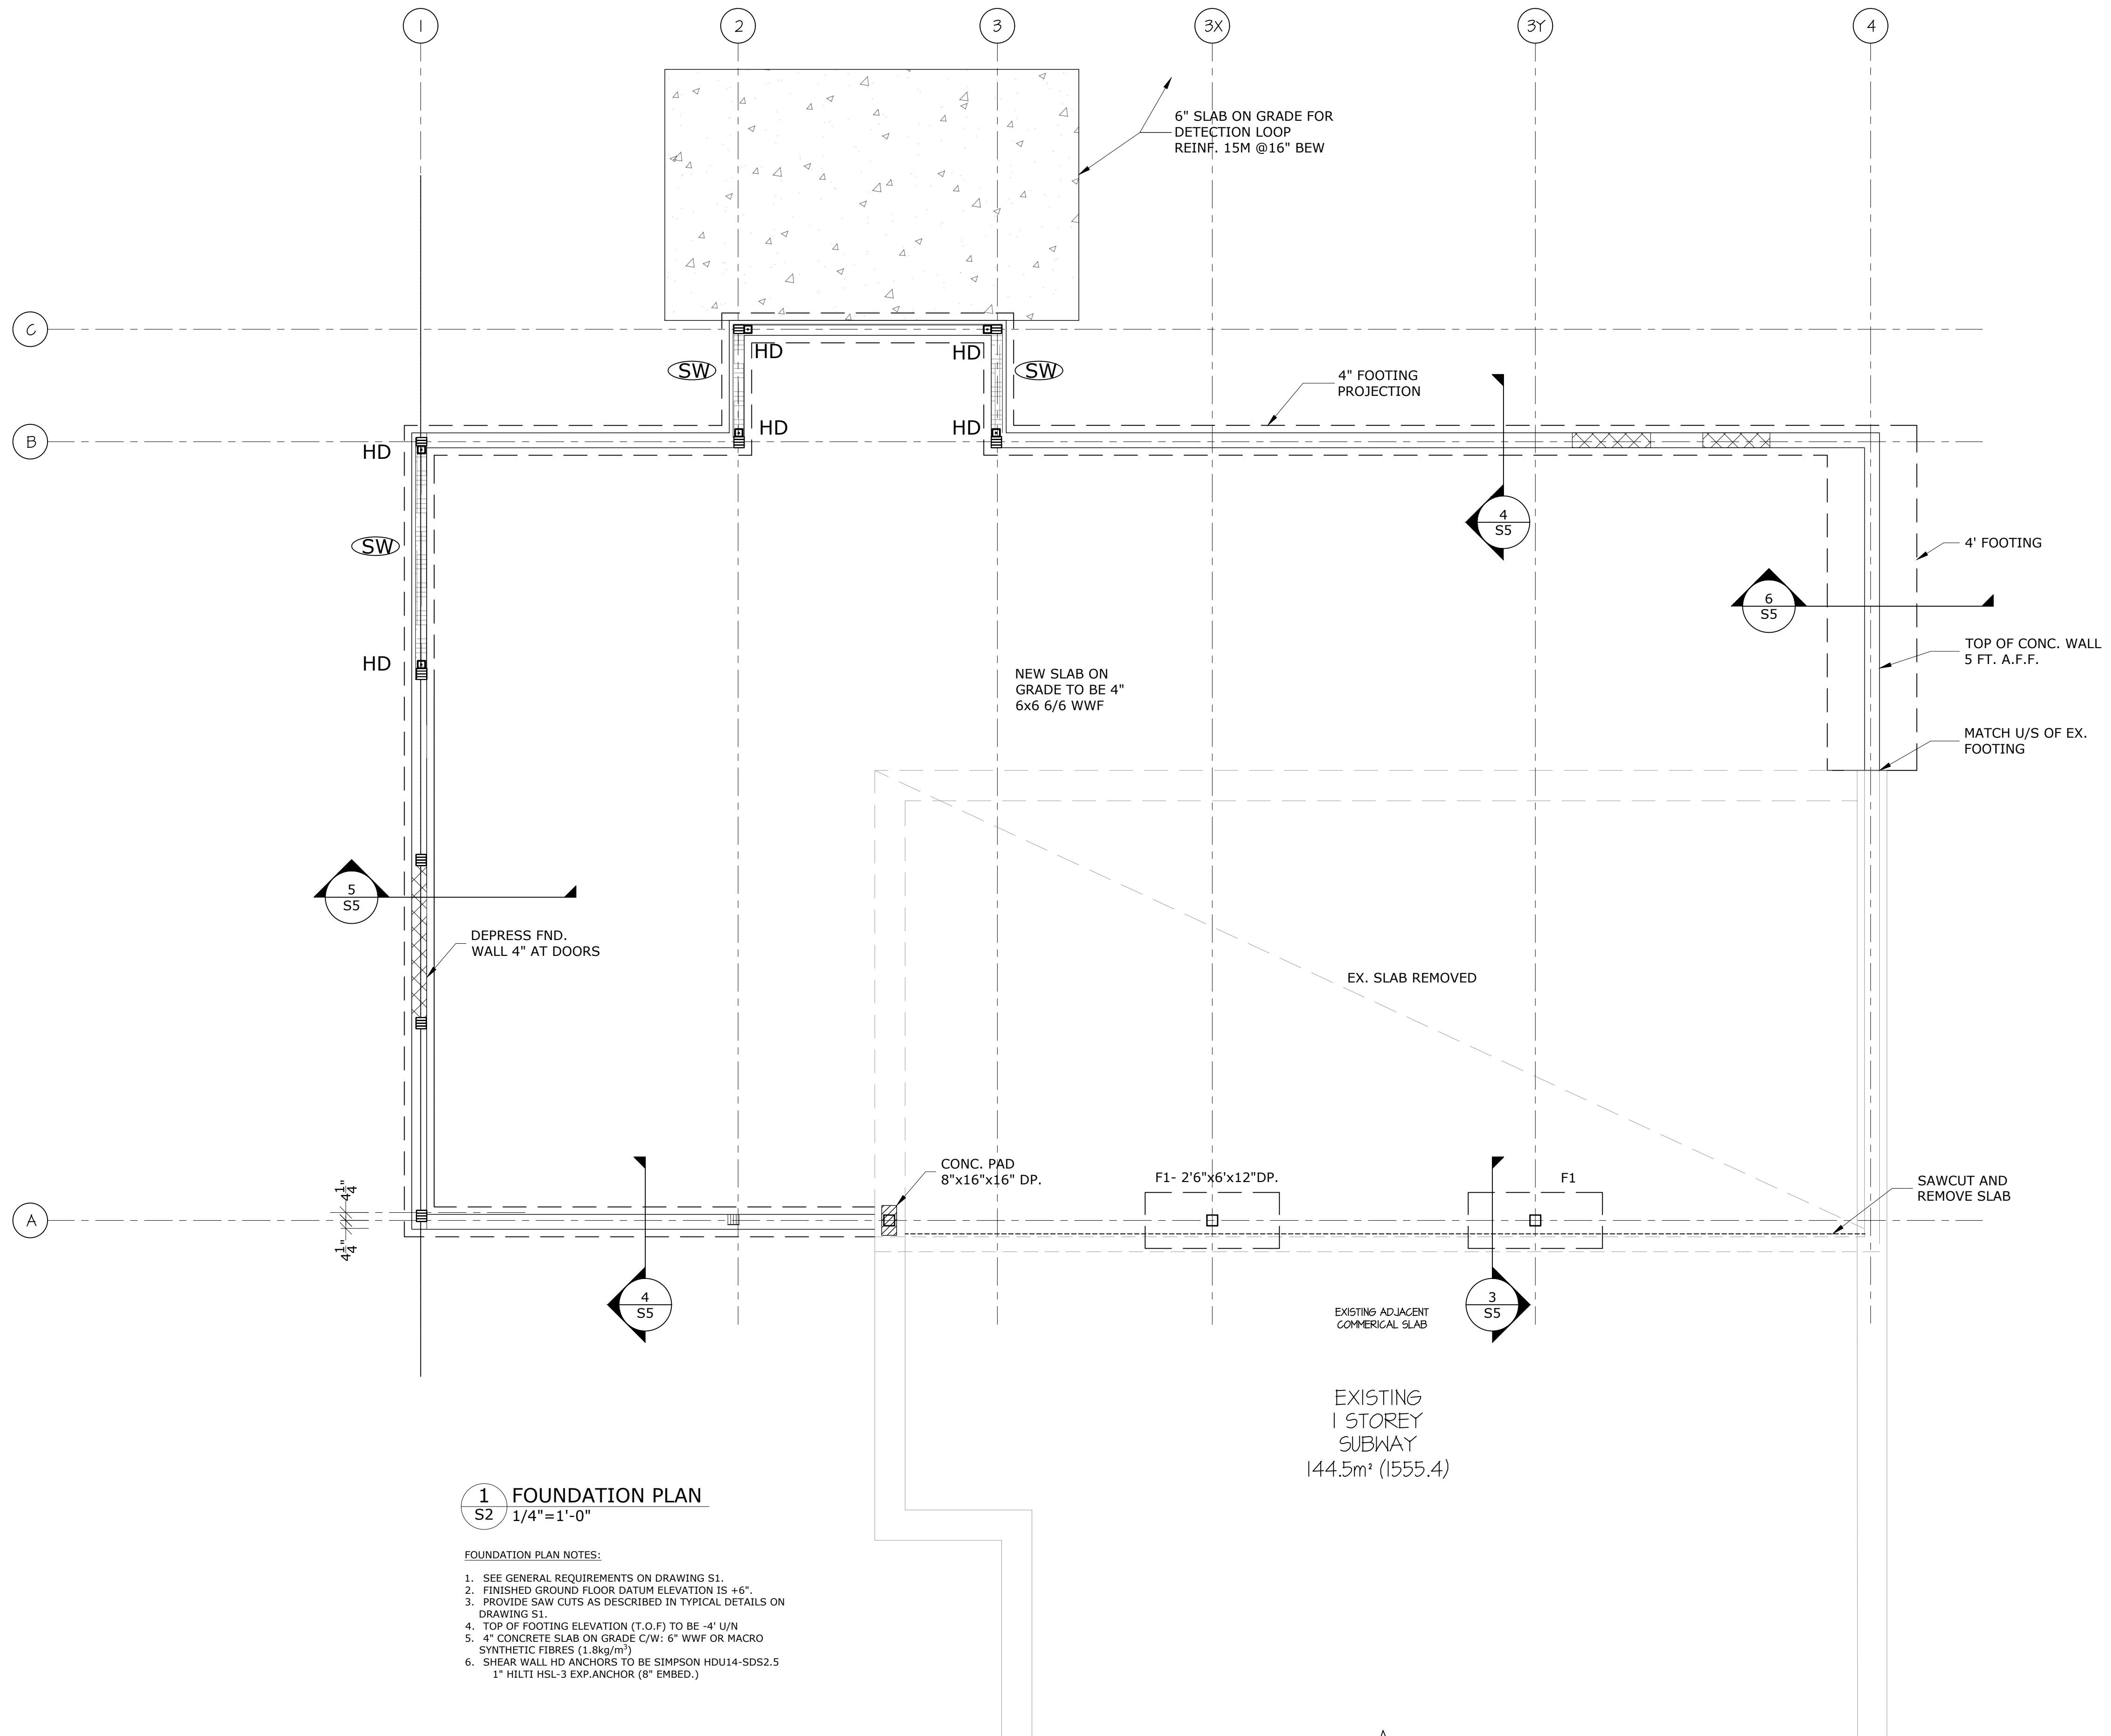 1 2 3 3X 3Y 4
6" SLAB ON GRADE FOR
DETECTION LOOP
REINF. 15M @16" BEW
C
HD HD
SW SW
4" FOOTING
PROJECTION
B
HD HD
HD
SW
4
S5
4' FOOTING
6
S5
TOP OF CONC. WALL
5 FT. A.F.F.
HD
NEW SLAB ON
GRADE TO BE 4"
6x6 6/6 WWF
MATCH U/S OF EX.
FOOTING
5
S5
DEPRESS FND.
WALL 4" AT DOORS
EX. SLAB REMOVED
CONC. PAD
8"x16"x16" DP.
F1- 2'6"x6'x12"DP.
F1
SAWCUT AND
REMOVE SLAB
4 1/4"
A
4 1/4"
4
S5
3
S5
EXISTING ADJACENT
COMMERICAL SLAB
EXISTING
1 STOREY
SUBWAY
144.5m² (1555.4)
1
S2
FOUNDATION PLAN
1/4"=1'-0"
FOUNDATION PLAN NOTES:
1. SEE GENERAL REQUIREMENTS ON DRAWING S1.
2. FINISHED GROUND FLOOR DATUM ELEVATION IS +6".
3. PROVIDE SAW CUTS AS DESCRIBED IN TYPICAL DETAILS ON
DRAWING S1.
4. TOP OF FOOTING ELEVATION (T.O.F) TO BE -4' U/N
5. 4" CONCRETE SLAB ON GRADE C/W: 6" WWF OR MACRO
SYNTHETIC FIBRES (1.8kg/m³)
6. SHEAR WALL HD ANCHORS TO BE SIMPSON HDU14-SDS2.5
1" HILTI HSL-3 EXP.ANCHOR (8" EMBED.)